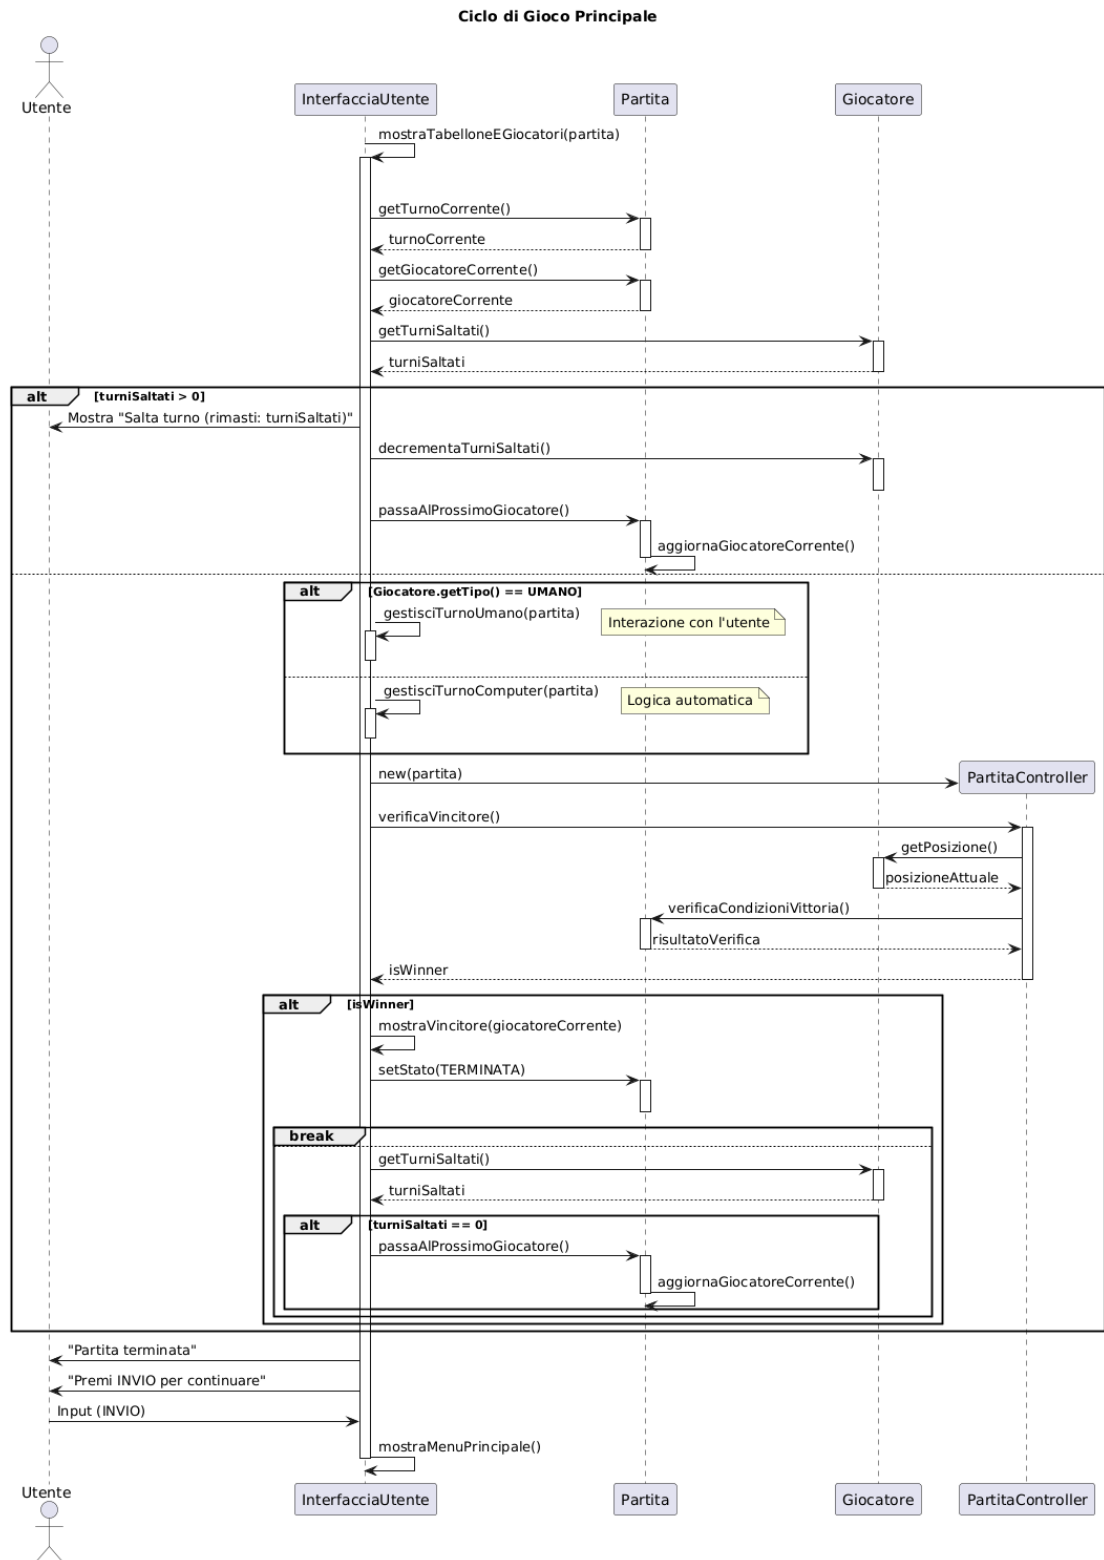 Ciclo di Gioco Principale
Utente
InterfacciaUtente
Partita
Giocatore
mostraTabelloneEGiocatori(partita)
getTurnoCorrente()
turnoCorrente
getGiocatoreCorrente()
giocatoreCorrente
getTurniSaltati()
turniSaltati
alt
[turniSaltati > 0]
Mostra "Salta turno (rimasti: turniSaltati)"
decrementaTurniSaltati()
passaAlProssimoGiocatore()
aggiornaGiocatoreCorrente()
alt
[Giocatore.getTipo() == UMANO]
gestisciTurnoUmano(partita)
Interazione con l'utente
gestisciTurnoComputer(partita)
Logica automatica
new(partita)
PartitaController
verificaVincitore()
getPosizione()
posizioneAttuale
verificaCondizioniVittoria()
risultatoVerifica
isWinner
alt
[isWinner]
mostraVincitore(giocatoreCorrente)
setStato(TERMINATA)
break
getTurniSaltati()
turniSaltati
alt
[turniSaltati == 0]
passaAlProssimoGiocatore()
aggiornaGiocatoreCorrente()
"Partita terminata"
"Premi INVIO per continuare"
Input (INVIO)
mostraMenuPrincipale()
Utente
InterfacciaUtente
Partita
Giocatore
PartitaController